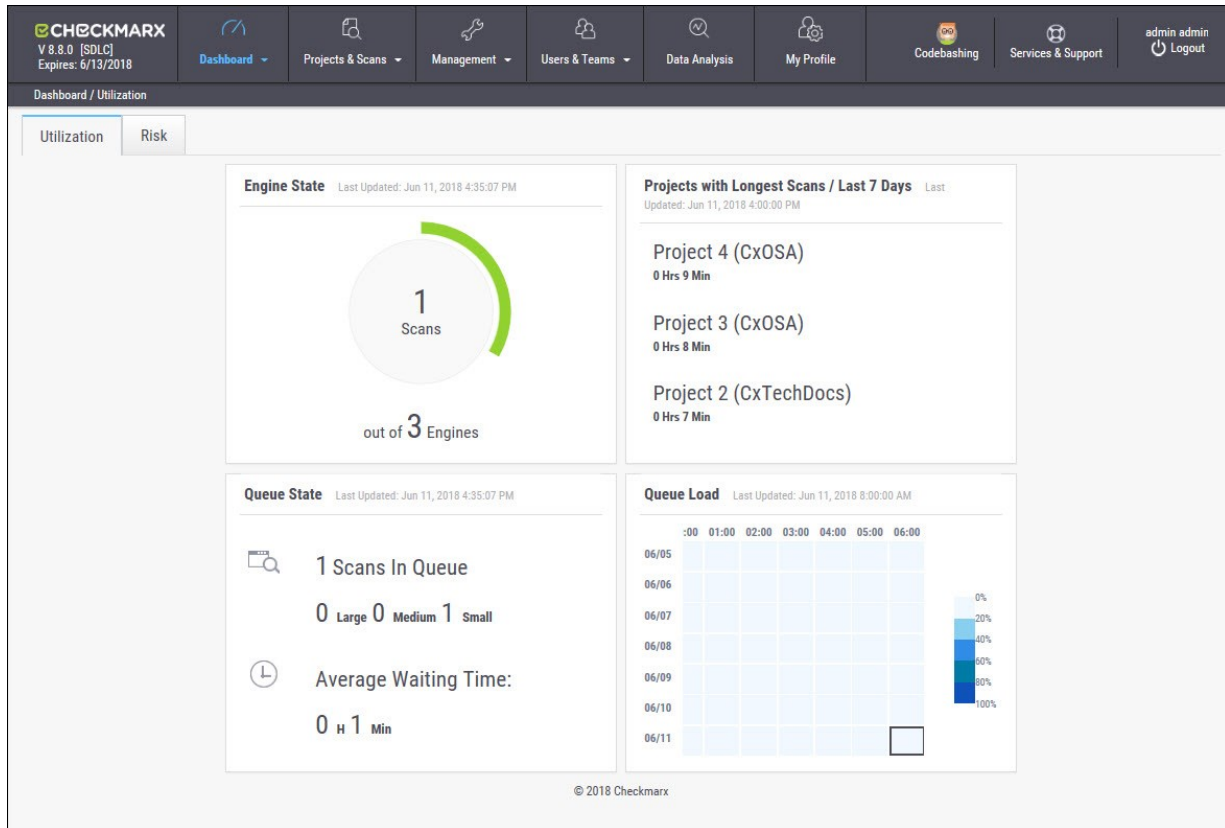 CHECKMARX
V 8.8.0 [SDLC]
Expires: 6/13/2018
Dashboard
Projects & Scans
Management
Users & Teams
Data Analysis
My Profile
Codebashing
Services & Support
admin admin
Logout
Dashboard / Utilization
Utilization
Risk
Engine State Last Updated: Jun 11, 2018 4:35:07 PM
1
Scans
out of 3 Engines
Projects with Longest Scans / Last 7 Days Last
Updated: Jun 11, 2018 4:00:00 PM
Project 4 (CxOSA)
0 Hrs 9 Min
Project 3 (CxOSA)
0 Hrs 8 Min
Project 2 (CxTechDocs)
0 Hrs 7 Min
Queue State Last Updated: Jun 11, 2018 4:35:07 PM
1 Scans In Queue
0 Large 0 Medium 1 Small
Average Waiting Time:
0 H 1 Min
Queue Load Last Updated: Jun 11, 2018 8:00:00 AM
:00 01:00 02:00 03:00 04:00 05:00 06:00
06/05
06/06
06/07
06/08
06/09
06/10
06/11
0%
20%
40%
60%
80%
100%
© 2018 Checkmarx